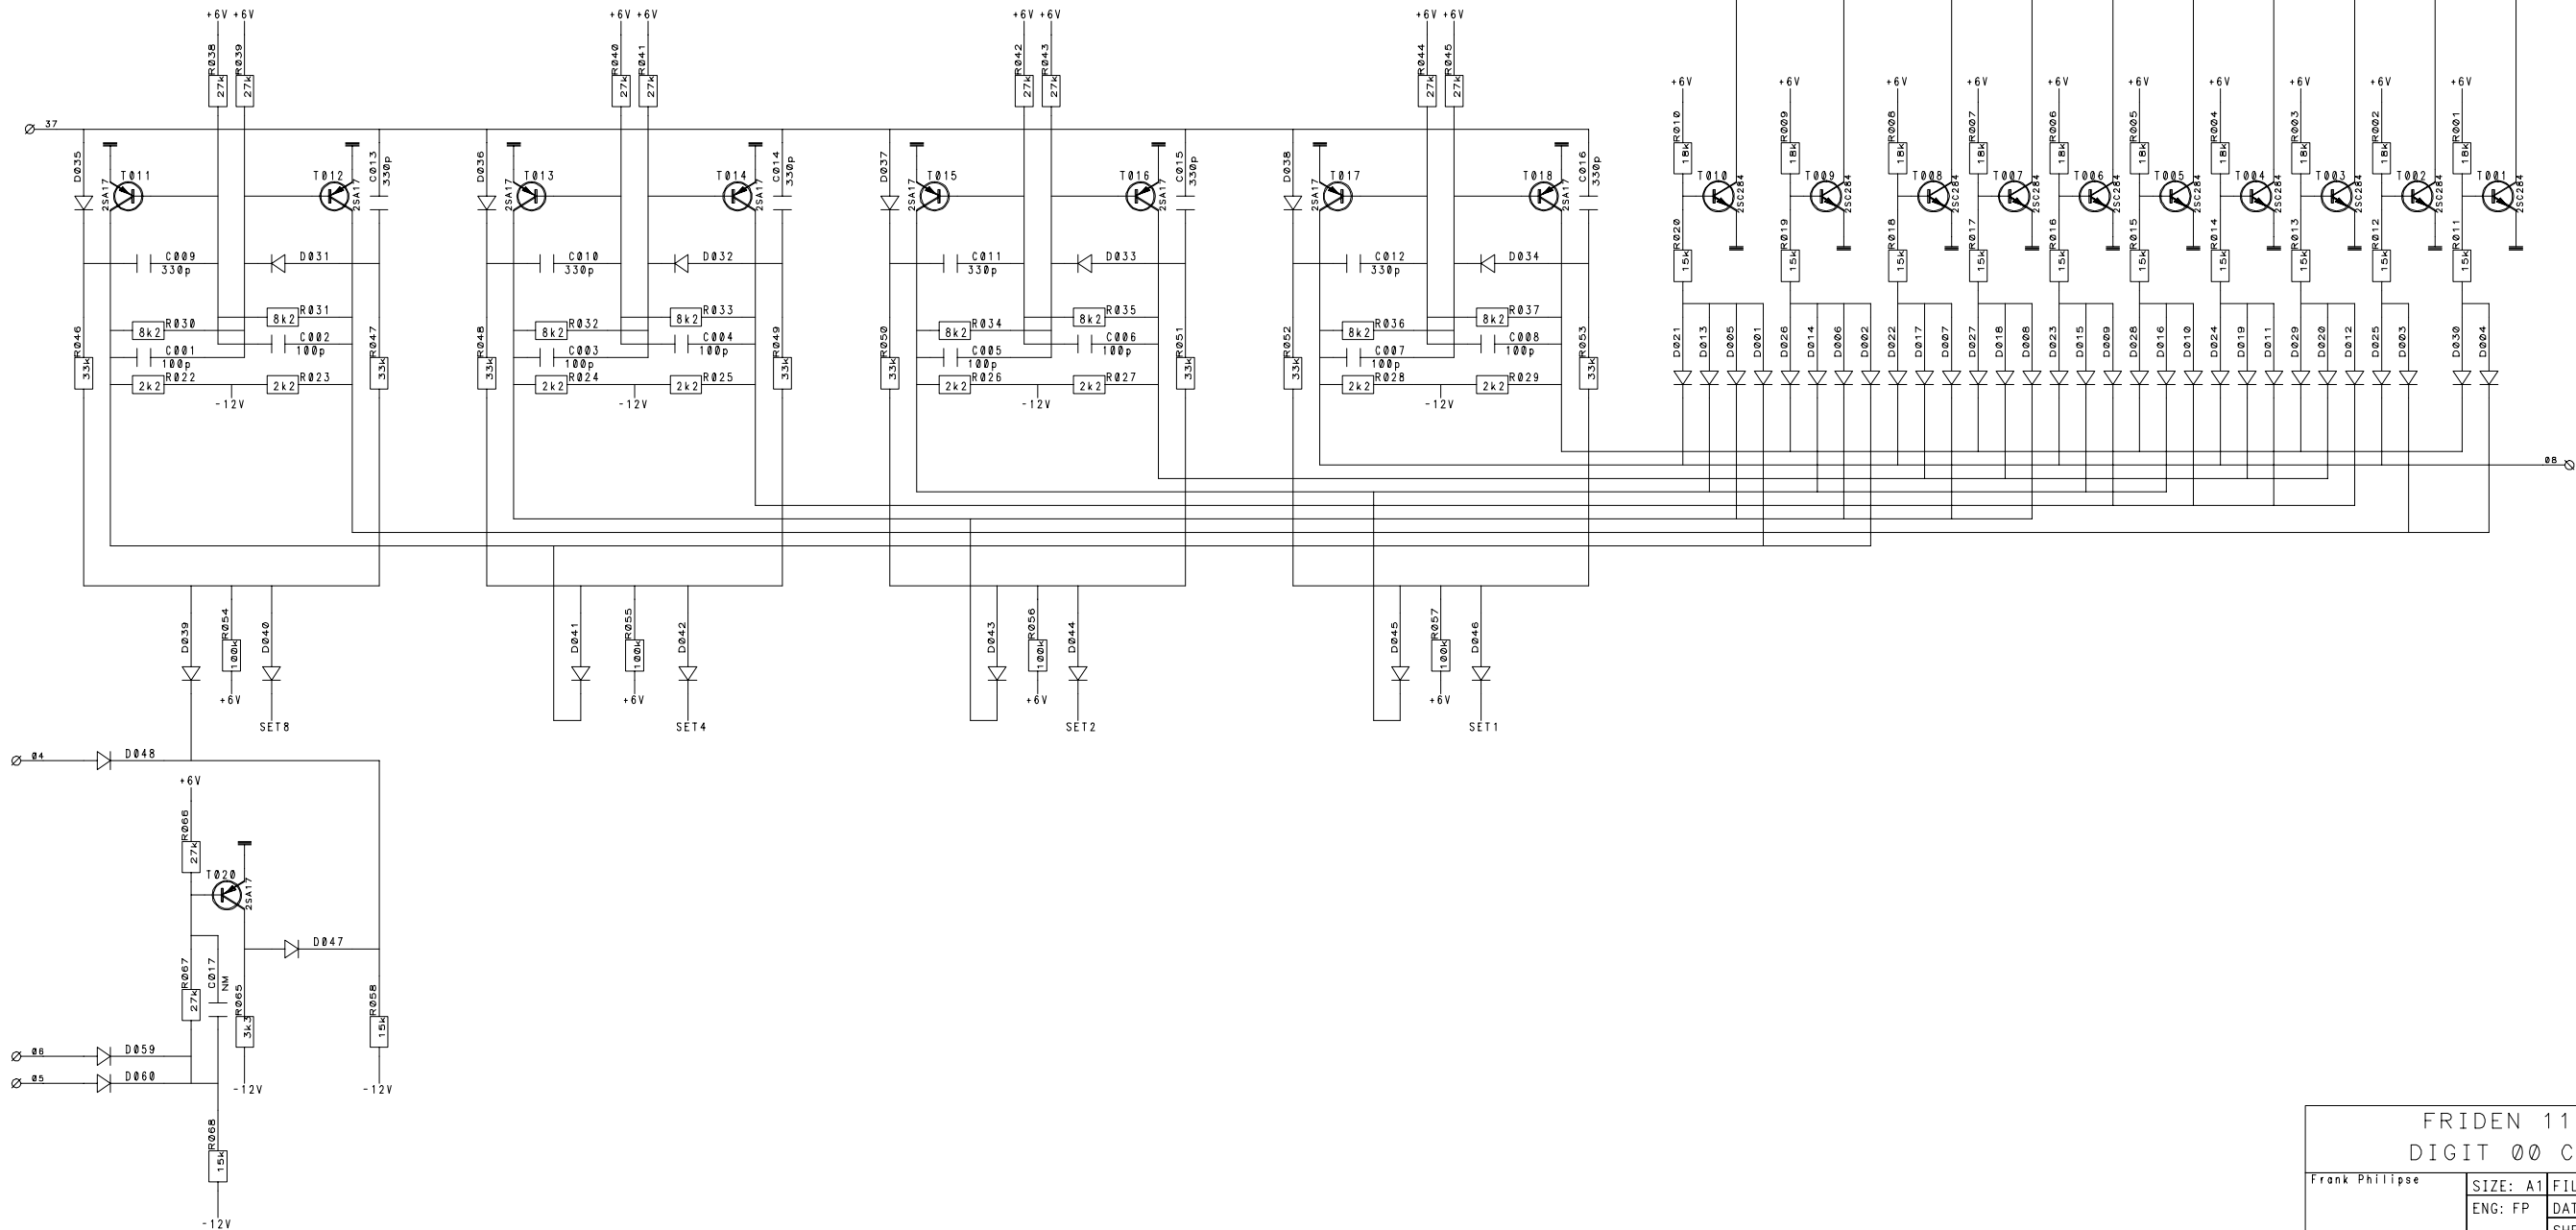 +6V +6V +6V +6V +6V +6V +6V +6V
R038 R039 R040 R041 R042 R043 R044 R045
27k 27k 27k 27k 27k 27k 27k 27k
+6V +6V +6V +6V +6V +6V +6V +6V +6V +6V
R010 R009 R008 R007 R006 R005 R004 R003 R002 R001
18k 18k 18k 18k 18k 18k 18k 18k 18k 18k
37
D035 T011 2SA17 T012 2SA17 C013 330p
D036 T013 2SA17 T014 2SA17 C014 330p
D037 T015 2SA17 T016 2SA17 C015 330p
D038 T017 2SA17 T018 2SA17 C016 330p
T010 2SC284 T009 2SC284 T008 2SC284 T007 2SC284 T006 2SC284 T005 2SC284 T004 2SC284 T003 2SC284 T002 2SC284 T001 2SC284
R020 R019 R018 R017 R016 R015 R014 R013 R012 R011
15k 15k 15k 15k 15k 15k 15k 15k 15k 15k
C009 330p D031 C010 330p D032 C011 330p D033 C012 330p D034
R046 33k 8k2 R030 8k2 R031 C001 100p C002 100p 2k2 R022 2k2 R023 R047 33k
-12V
R048 33k 8k2 R032 8k2 R033 C003 100p C004 100p 2k2 R024 2k2 R025 R049 33k
-12V
R050 33k 8k2 R034 8k2 R035 C005 100p C006 100p 2k2 R026 2k2 R027 R051 33k
-12V
R052 33k 8k2 R036 8k2 R037 C007 100p C008 100p 2k2 R028 2k2 R029 R053 33k
-12V
D021 D013 D005 D001 D026 D014 D006 D002 D022 D017 D007 D027 D018 D008 D023 D015 D009 D028 D016 D010 D024 D019 D011 D029 D020 D012 D025 D003 D030 D004
08
D039 R054 100k D040
+6V
SET8
D041 R055 100k D042
+6V
SET4
D043 R056 100k D044
+6V
SET2
D045 R057 100k D046
+6V
SET1
04 D048
+6V
R066 27k
T020 2SA17
D047
R067 27k C017 NM R065 3k3 R058 15k
06 D059
05 D060
-12V -12V
R068 15k
-12V
FRIDEN 11
DIGIT 00 C
Frank Philipse
SIZE: A1 FIL
ENG: FP DAT